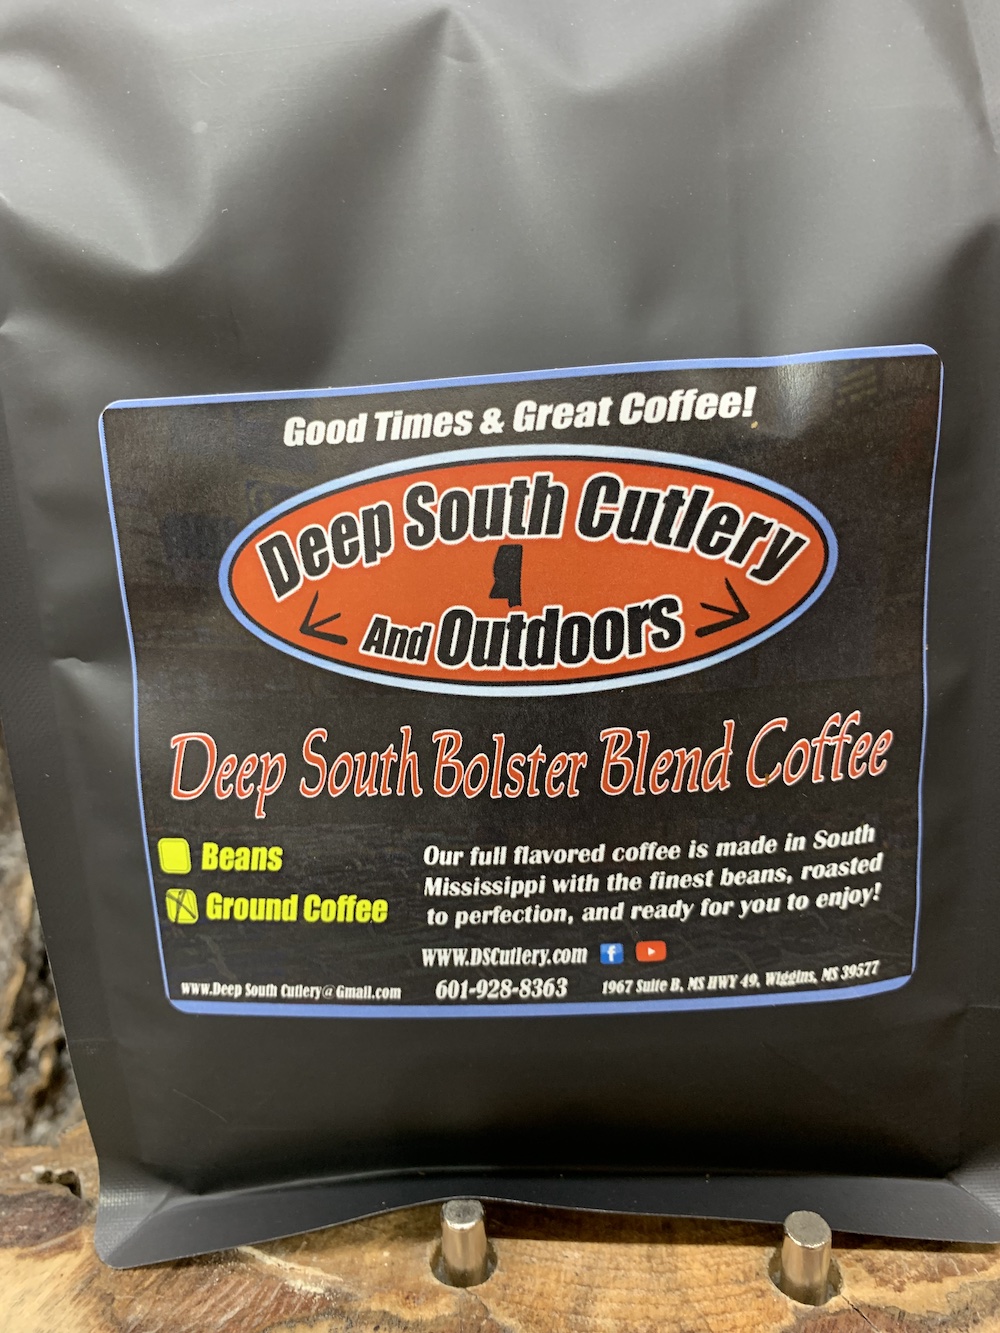 Good Times & Great Coffee!
Deep South Cutlery
And Outdoors
Deep South Bolster Blend Coffee
Beans
Ground Coffee
Our full flavored coffee is made in South
Mississippi with the finest beans, roasted
to perfection, and ready for you to enjoy!
WWW.DSCutlery.com f
www.Deep South Cutlery@Gmail.com 601-928-8363 1967 Suite B, MS HWY 49, Wiggins, MS 39577